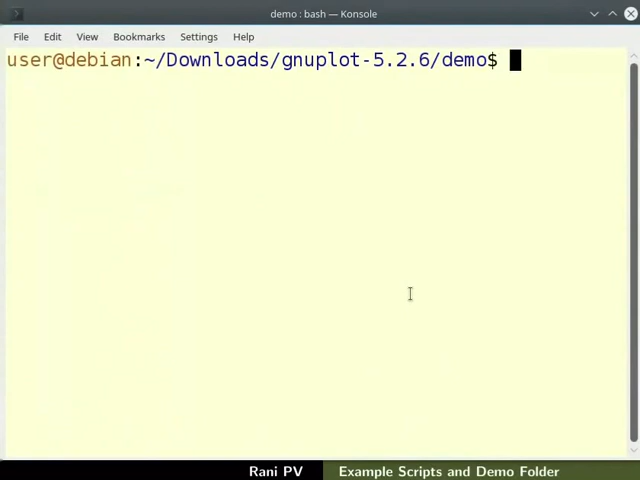 demo : bash — Konsole
File Edit View Bookmarks Settings Help
user@debian:~/Downloads/gnuplot-5.2.6/demo$
Rani PV Example Scripts and Demo Folder